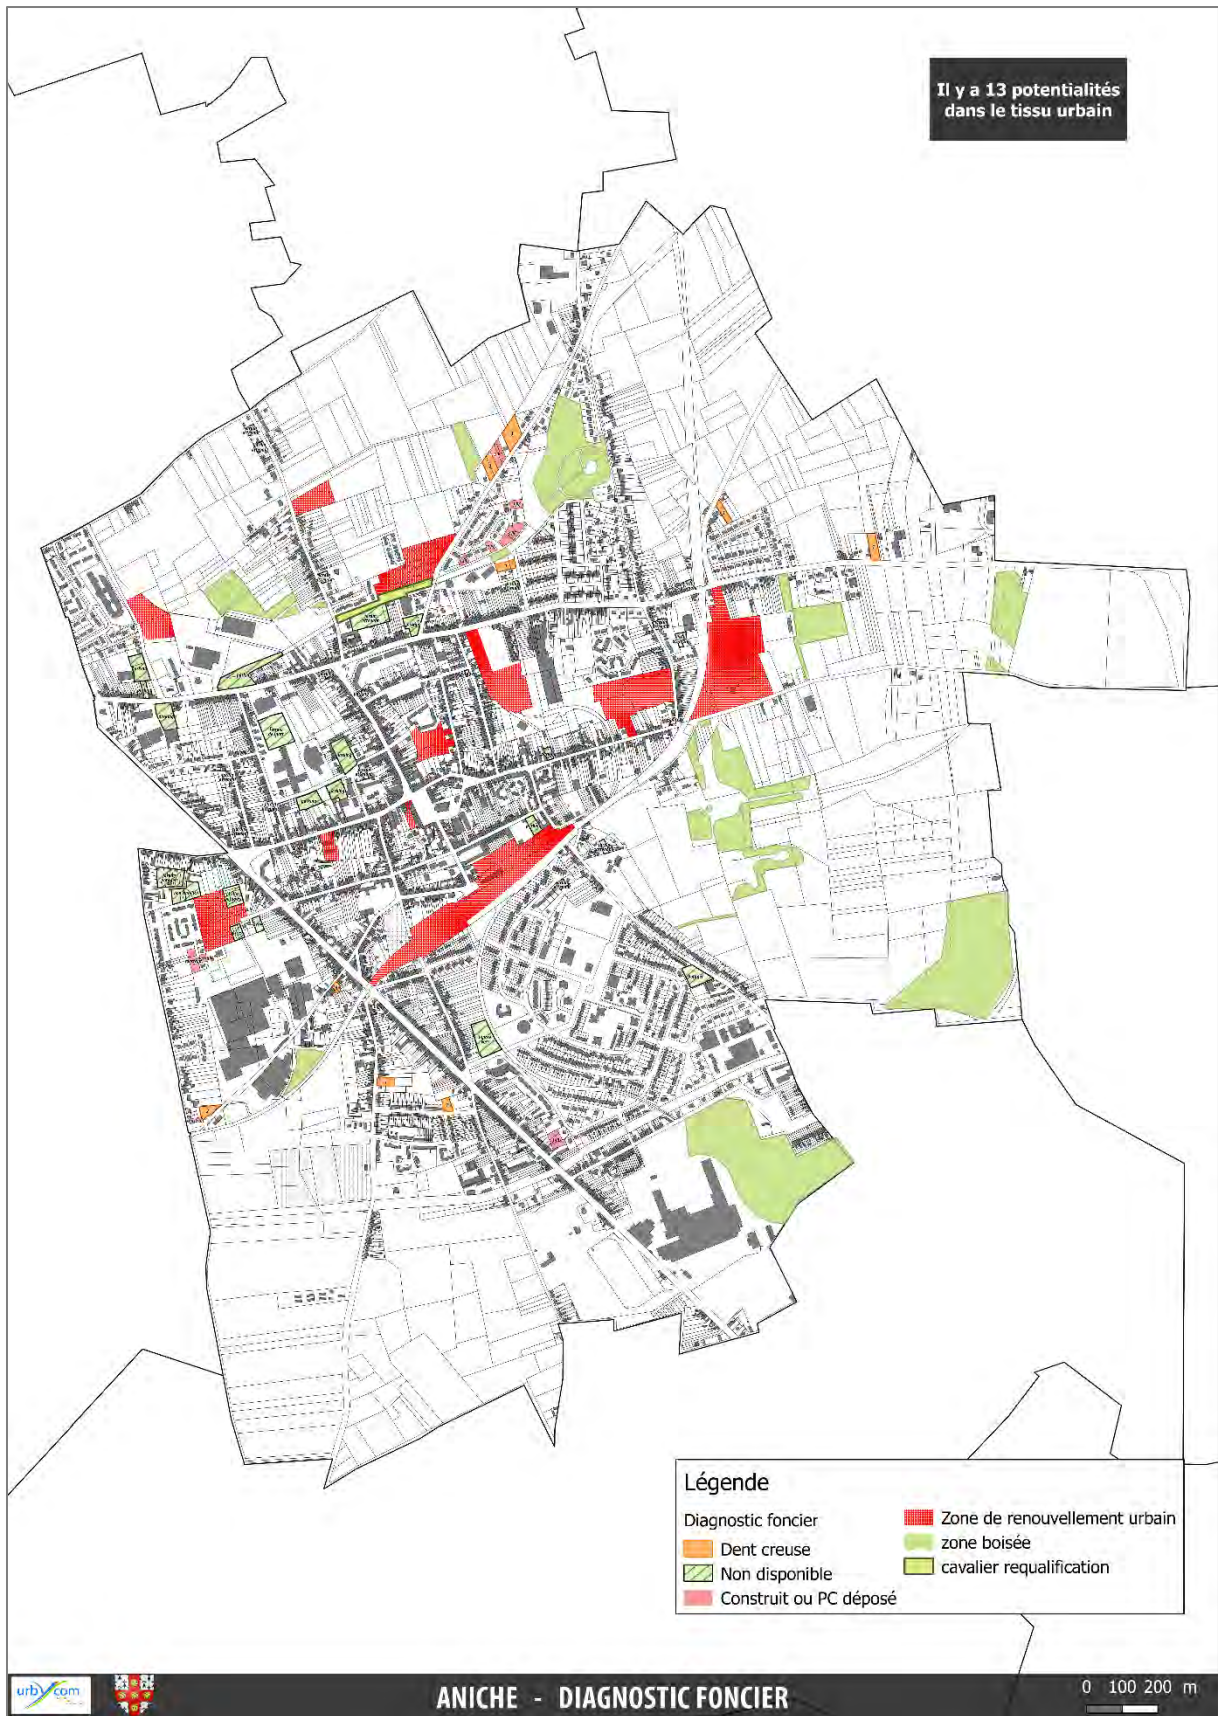 Il y a 13 potentialités
dans le tissu urbain
Légende
Diagnostic foncier
Dent creuse
Non disponible
Construit ou PC déposé
Zone de renouvellement urbain
zone boisée
cavalier requalification
urbycom
ANICHE - DIAGNOSTIC FONCIER
0 100 200 m